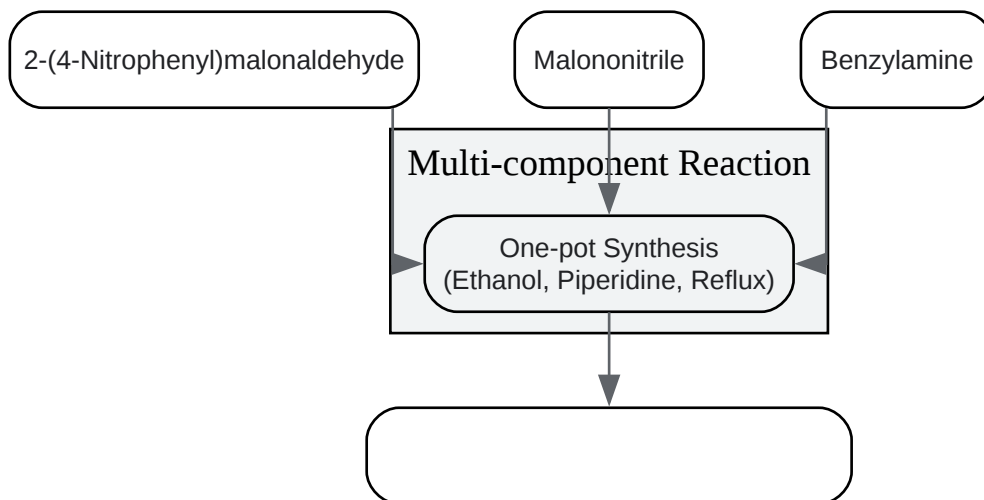 2-(4-Nitrophenyl)malonaldehyde
Malononitrile
Benzylamine
Multi-component Reaction
One-pot Synthesis
(Ethanol, Piperidine, Reflux)